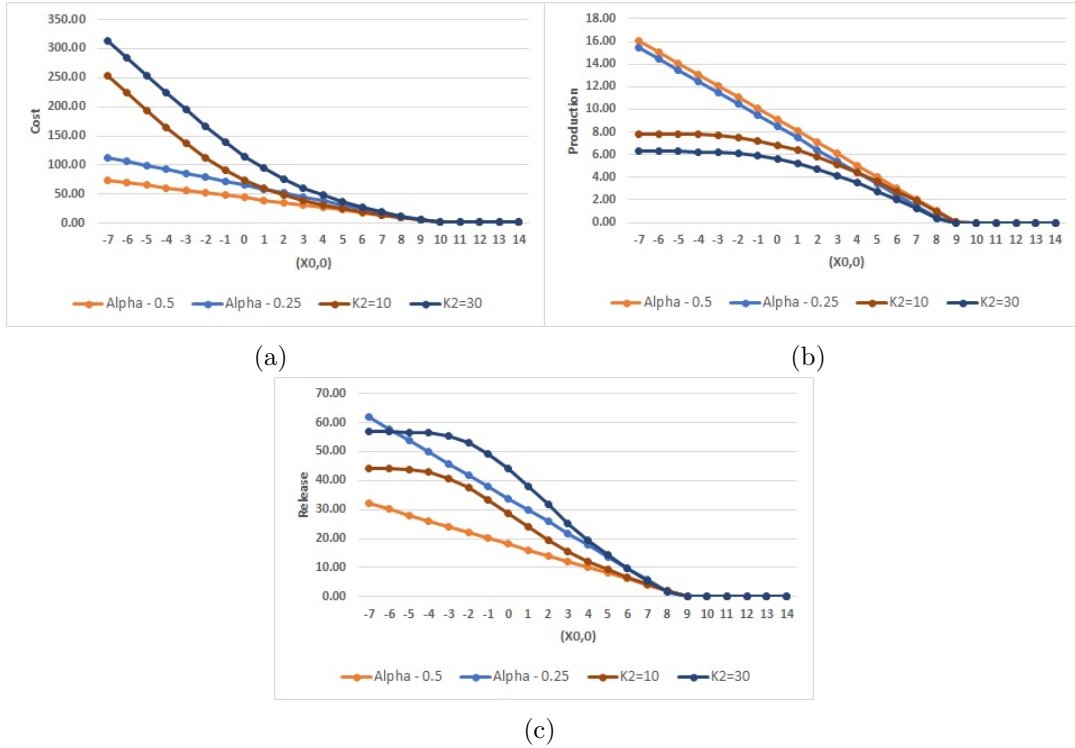 350.00
300.00
250.00
200.00
150.00
100.00
50.00
0.00
Cost
-7 -6 -5 -4 -3 -2 -1 0 1 2 3 4 5 6 7 8 9 10 11 12 13 14
(X0,0)
Alpha - 0.5 Alpha - 0.25 K2=10 K2=30
(a)
18.00
16.00
14.00
12.00
10.00
8.00
6.00
4.00
2.00
0.00
Production
-7 -6 -5 -4 -3 -2 -1 0 1 2 3 4 5 6 7 8 9 10 11 12 13 14
(X0,0)
Alpha - 0.5 Alpha - 0.25 K2=10 K2=30
(b)
70.00
60.00
50.00
40.00
30.00
20.00
10.00
0.00
Release
-7 -6 -5 -4 -3 -2 -1 0 1 2 3 4 5 6 7 8 9 10 11 12 13 14
(X0,0)
Alpha - 0.5 Alpha - 0.25 K2=10 K2=30
(c)